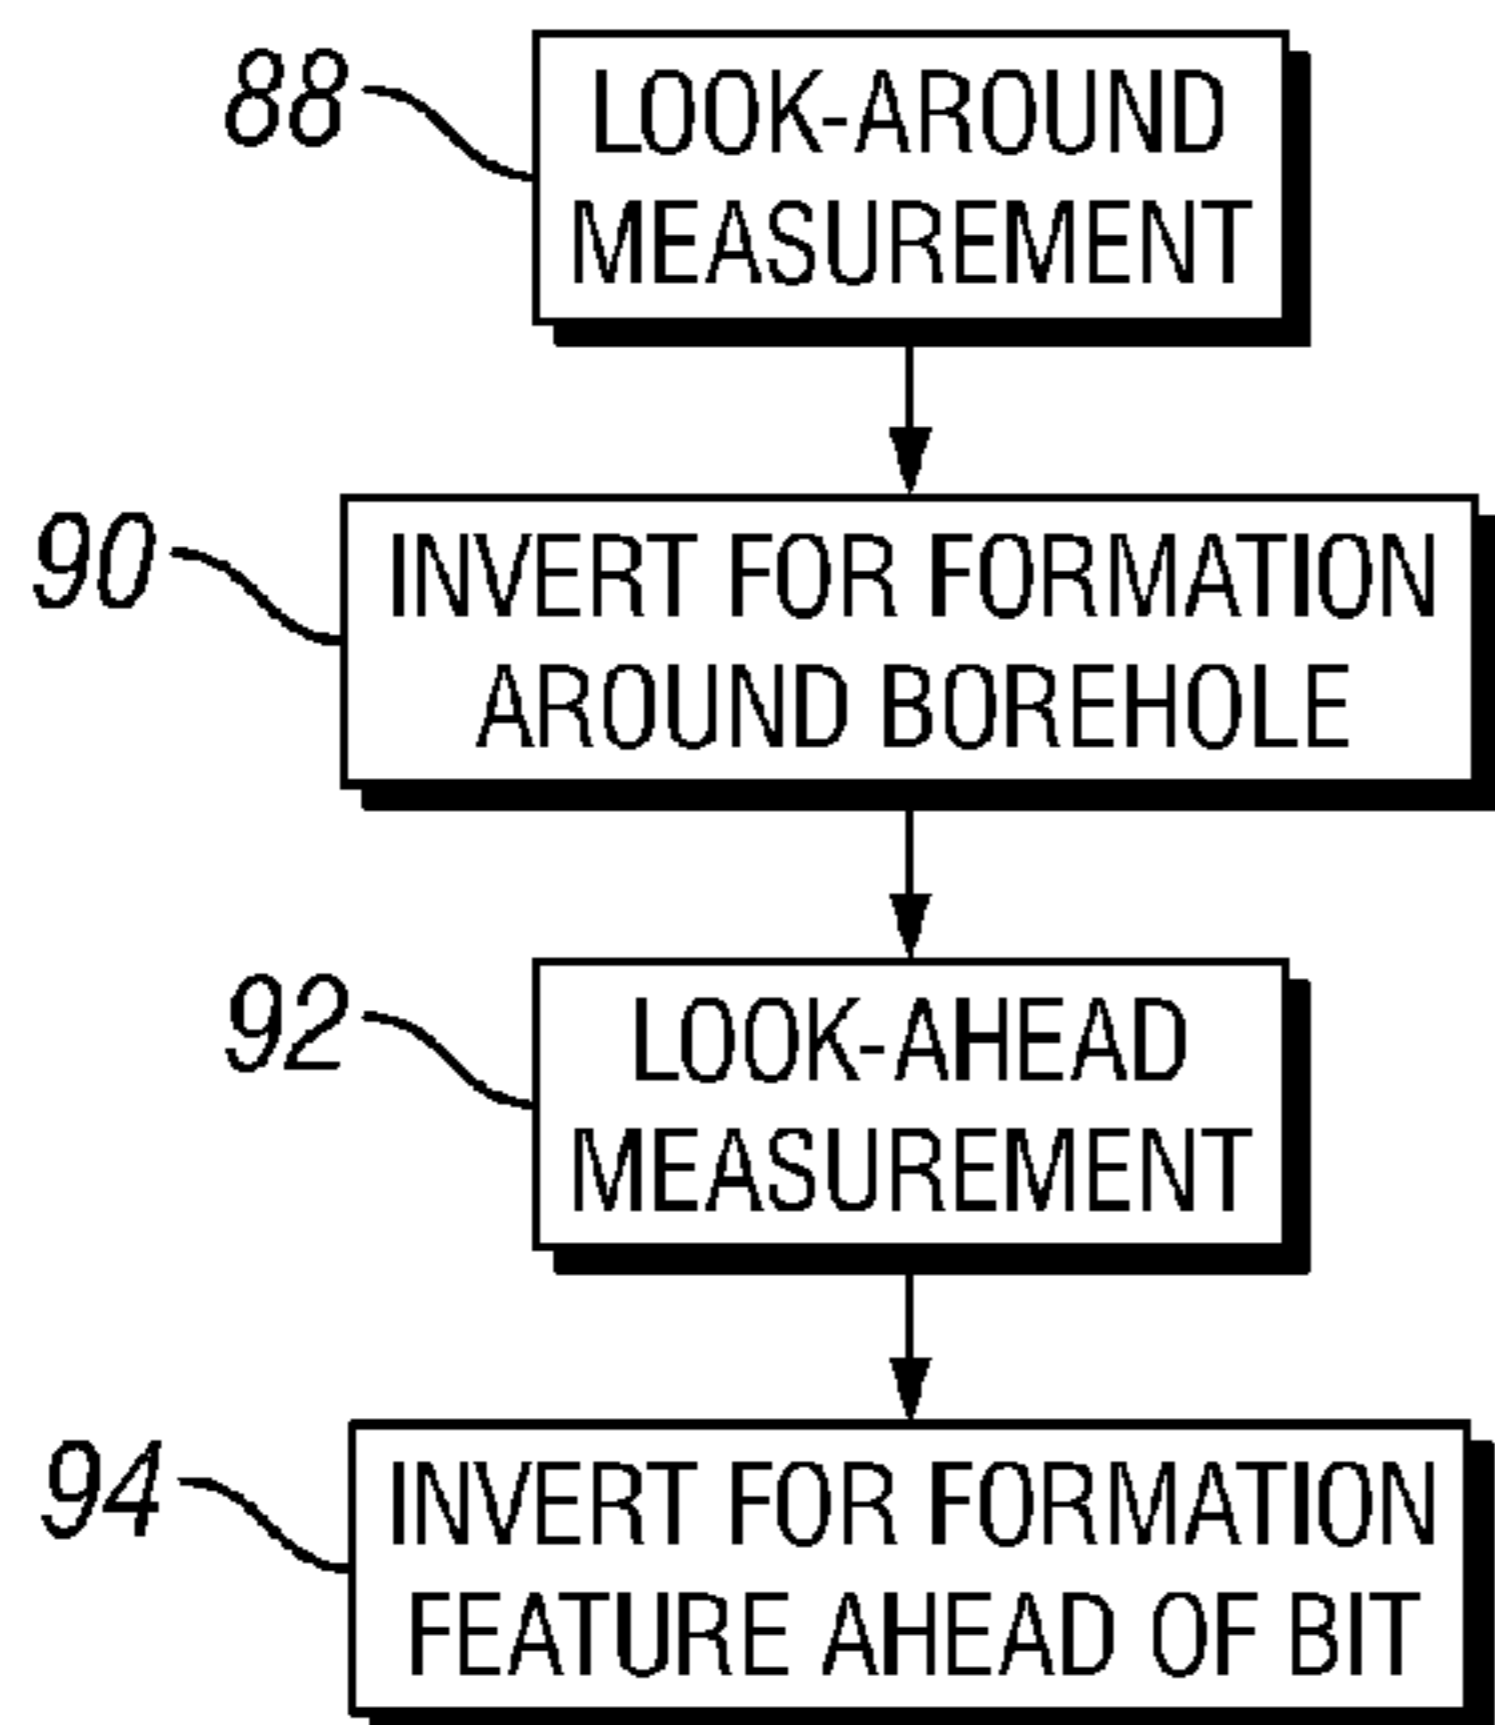 88
LOOK-AROUND
MEASUREMENT
90
INVERT FOR FORMATION
AROUND BOREHOLE
92
LOOK-AHEAD
MEASUREMENT
94
INVERT FOR FORMATION
FEATURE AHEAD OF BIT